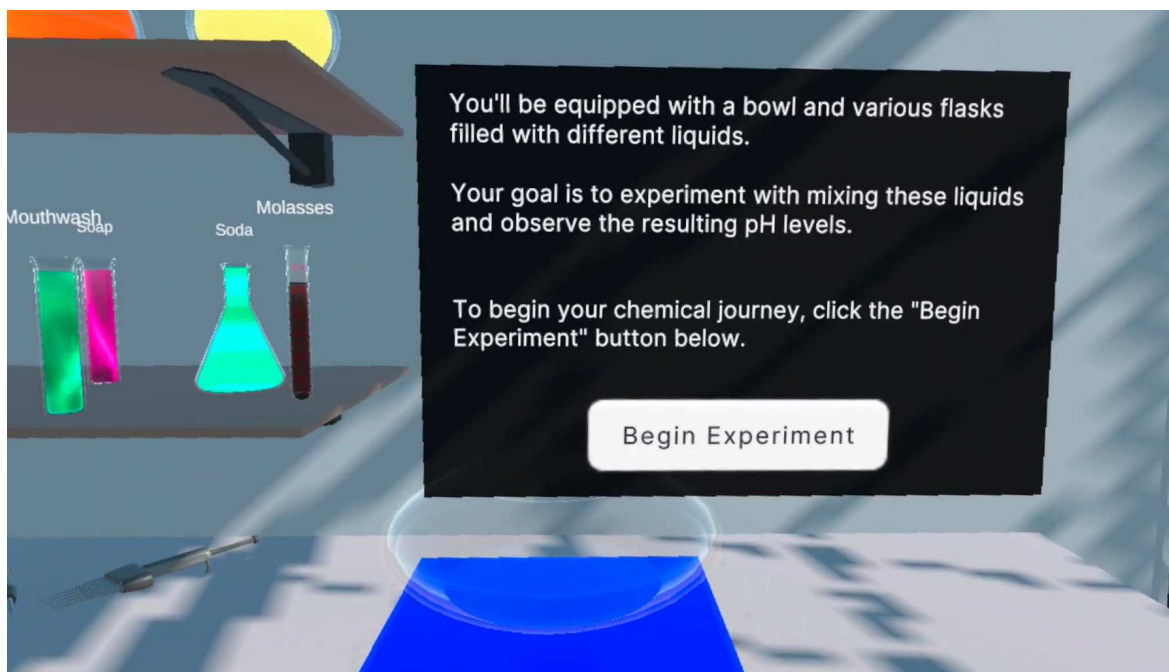 You'll be equipped with a bowl and various flasks
filled with different liquids.
Your goal is to experiment with mixing these liquids
and observe the resulting pH levels.
To begin your chemical journey, click the "Begin
Experiment" button below.
Begin Experiment
Mouthwash
Soap
Soda
Molasses